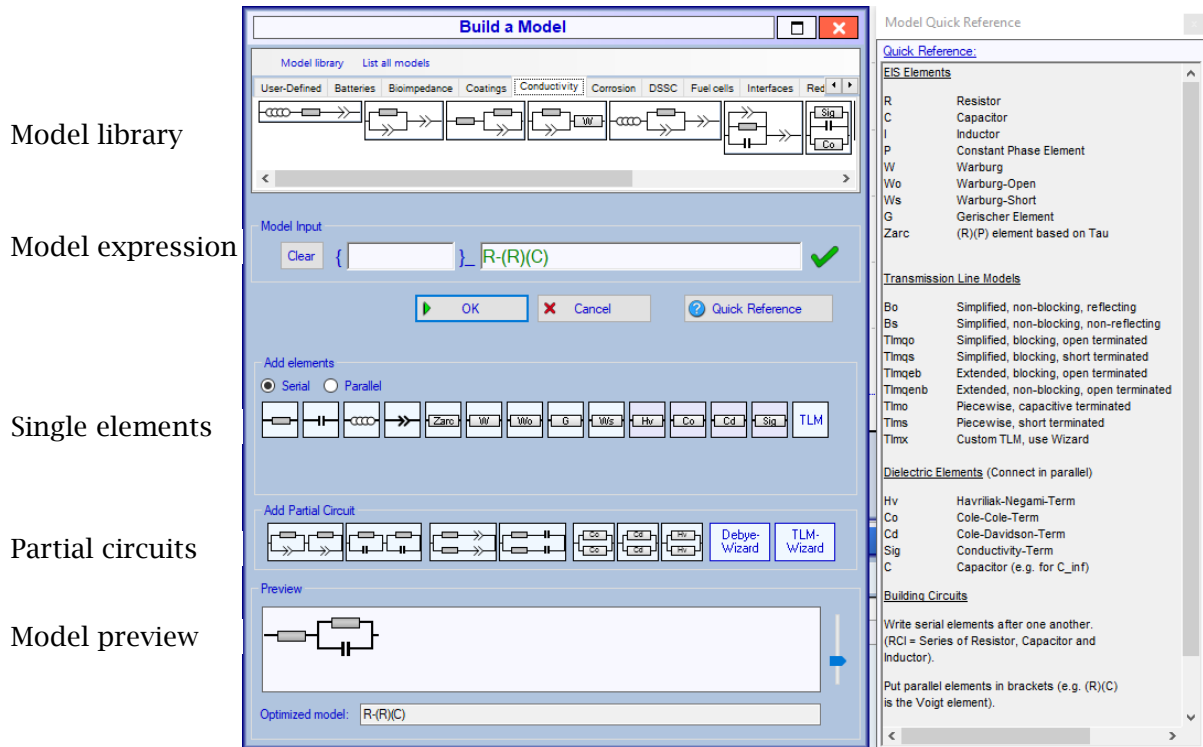 Build a Model
Model library List all models
User-Defined Batteries Bioimpedance Coatings Conductivity Corrosion DSSC Fuel cells Interfaces Red
W
Sig
Co
Model library
Model Input
Model expression
Clear { }_ R-(R)(C)
OK Cancel Quick Reference
Add elements
Serial Parallel
Single elements
Zarc W Wo G Ws Hv Co Cd Sig TLM
Add Partial Circuit
Partial circuits
Co Cd Hv
Co Cd Hv
Debye-Wizard
TLM-Wizard
Preview
Model preview
Optimized model: R-(R)(C)
Model Quick Reference
Quick Reference:
EIS Elements
R Resistor
C Capacitor
I Inductor
P Constant Phase Element
W Warburg
Wo Warburg-Open
Ws Warburg-Short
G Gerischer Element
Zarc (R)(P) element based on Tau
Transmission Line Models
Bo Simplified, non-blocking, reflecting
Bs Simplified, non-blocking, non-reflecting
Tlmqo Simplified, blocking, open terminated
Tlmqs Simplified, blocking, short terminated
Tlmqeb Extended, blocking, open terminated
Tlmqenb Extended, non-blocking, open terminated
Tlmo Piecewise, capacitive terminated
Tlms Piecewise, short terminated
Tlmx Custom TLM, use Wizard
Dielectric Elements (Connect in parallel)
Hv Havriliak-Negami-Term
Co Cole-Cole-Term
Cd Cole-Davidson-Term
Sig Conductivity-Term
C Capacitor (e.g. for C_inf)
Building Circuits
Write serial elements after one another.
(RCI = Series of Resistor, Capacitor and
Inductor).
Put parallel elements in brackets (e.g. (R)(C)
is the Voigt element).